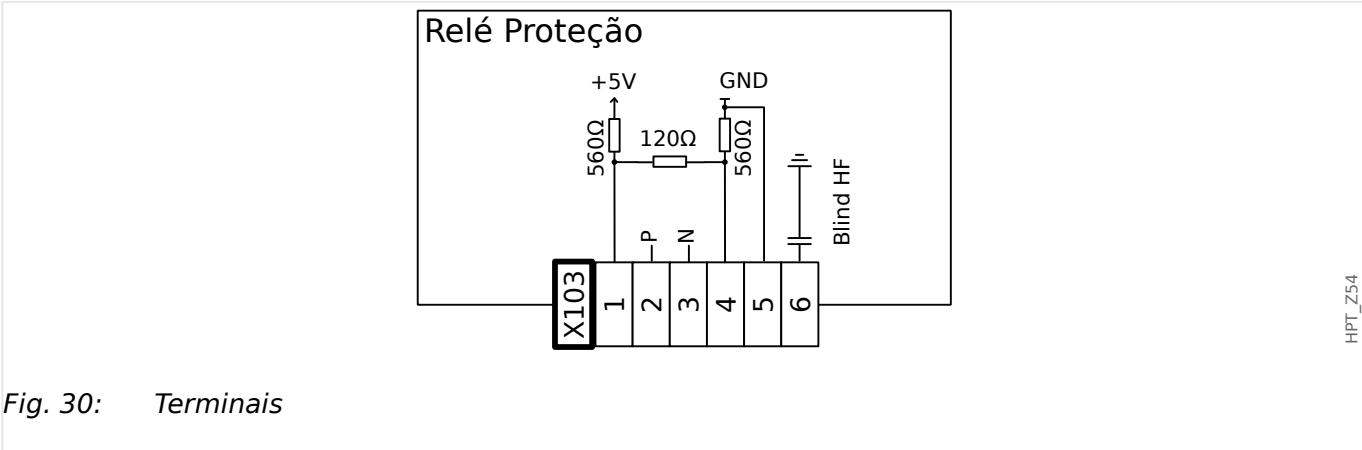 Relé Proteção
+5V
GND
560Ω
120Ω
560Ω
Blind HF
P
N
X103
1
2
3
4
5
6
HPT_Z54
Fig. 30: Terminais